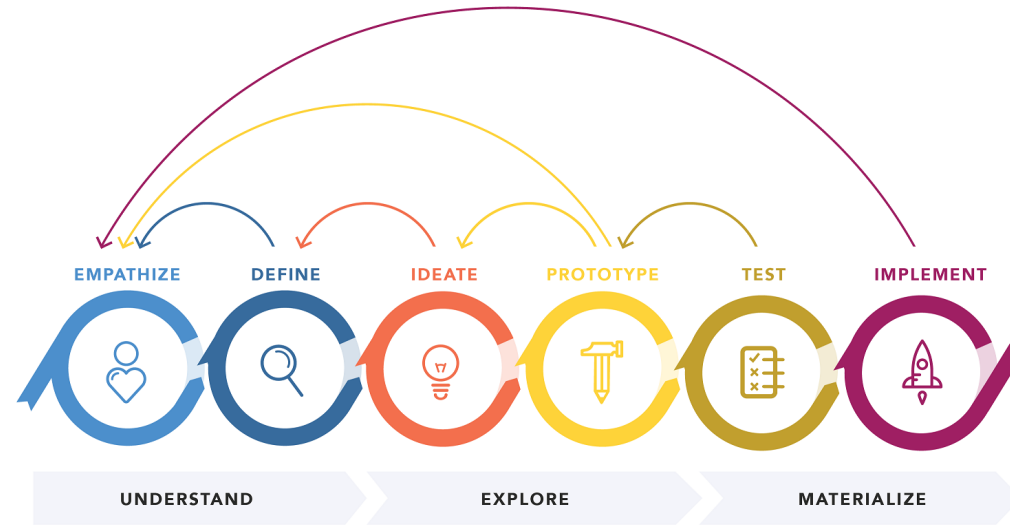 EMPATHIZE
DEFINE
IDEATE
PROTOTYPE
TEST
IMPLEMENT
UNDERSTAND
EXPLORE
MATERIALIZE